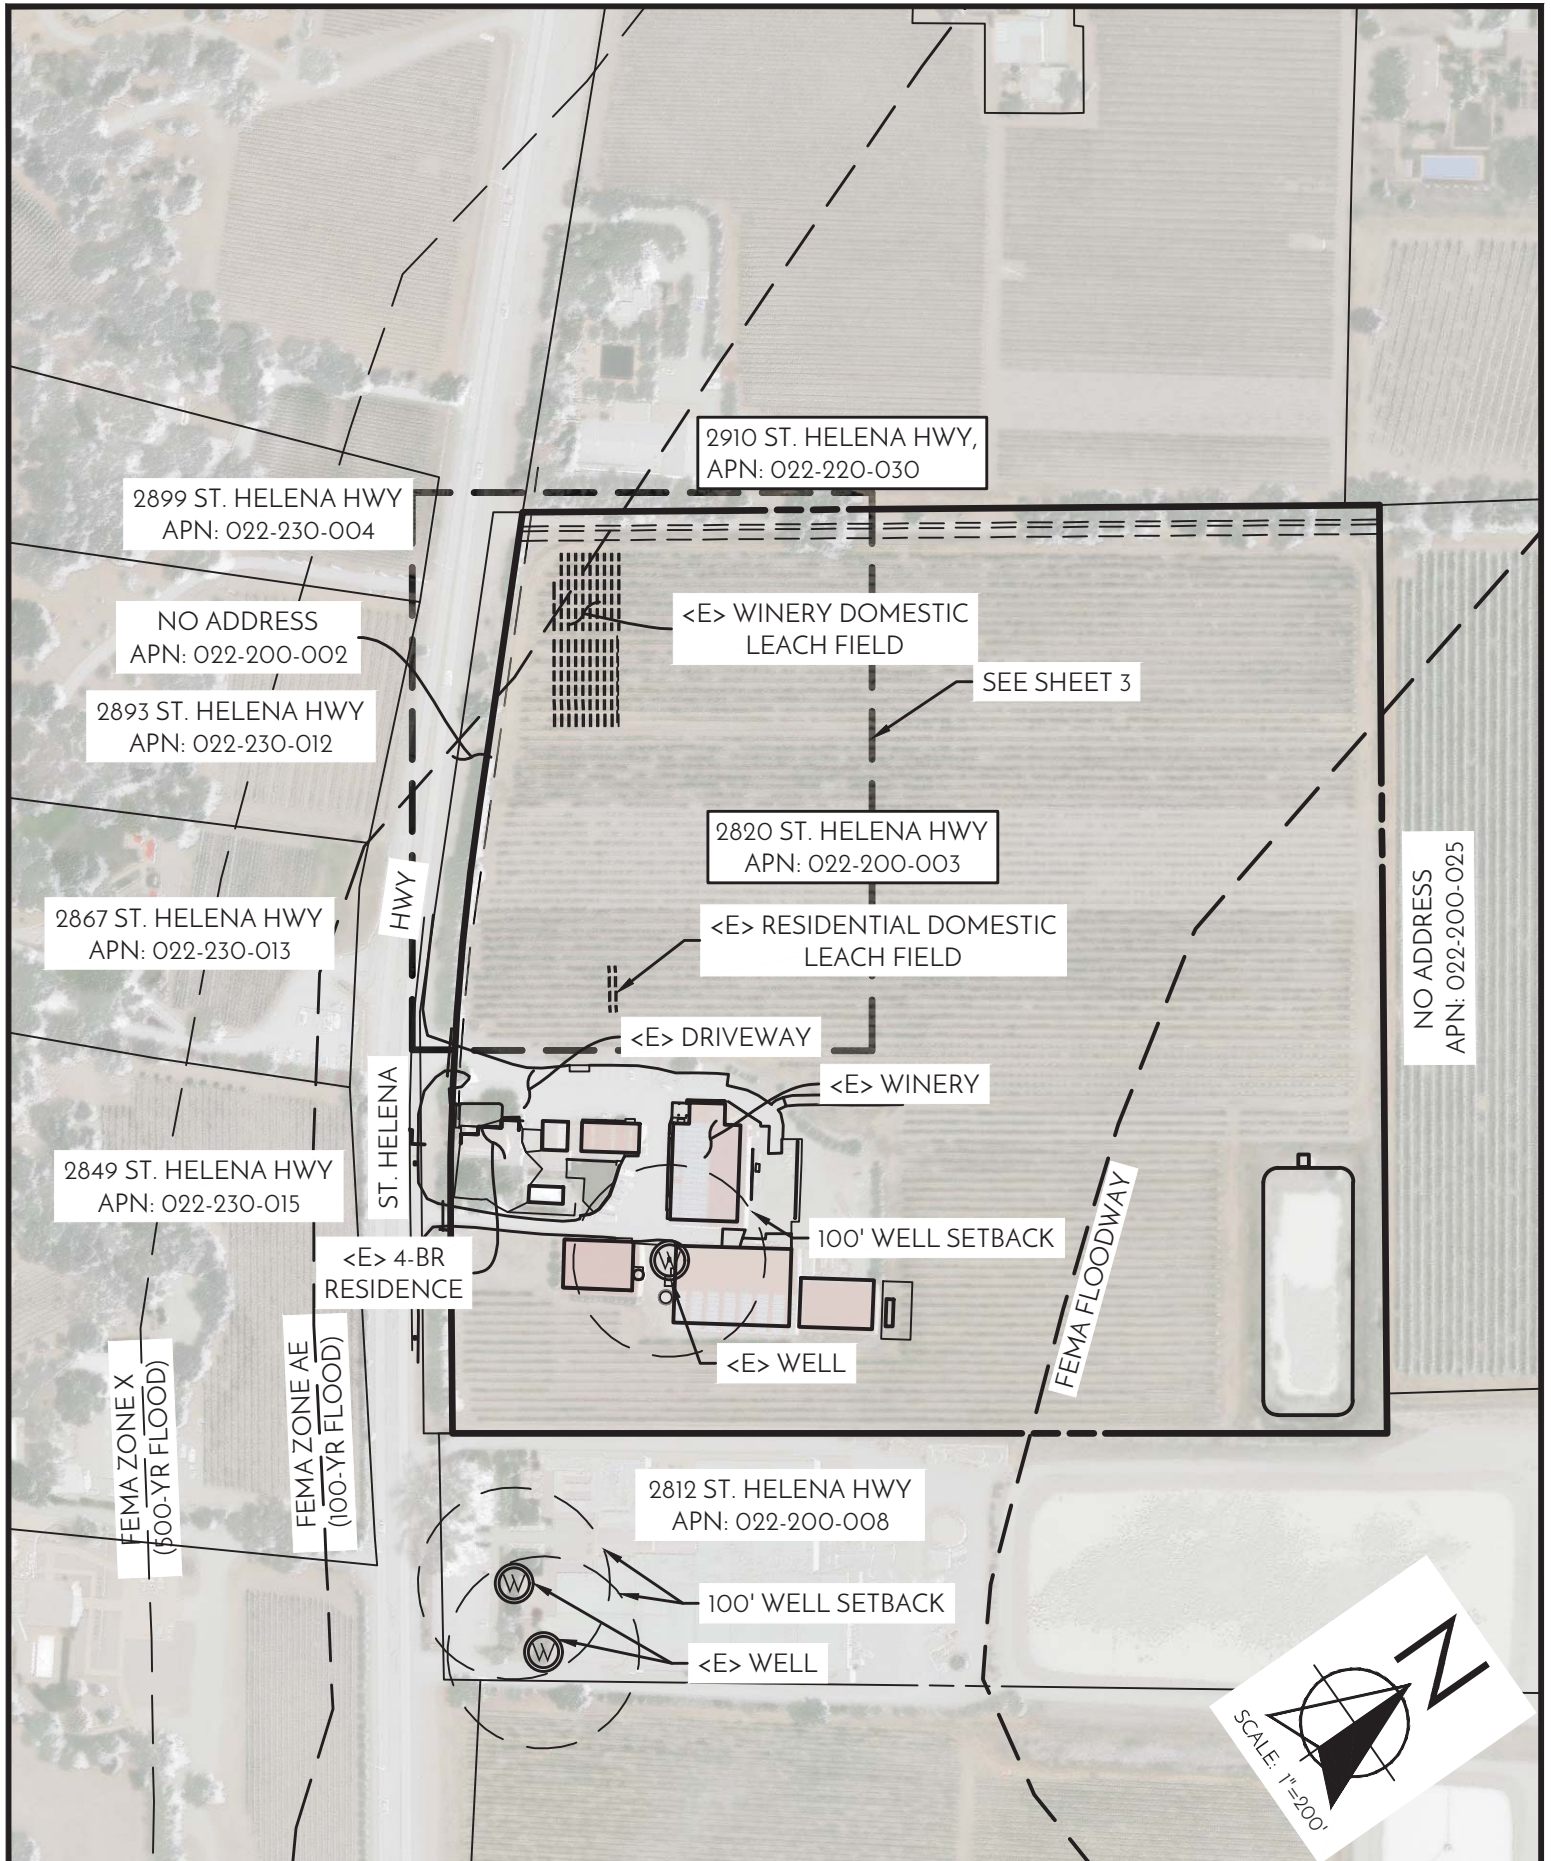 2910 ST. HELENA HWY,
APN: 022-220-030
2899 ST. HELENA HWY
APN: 022-230-004
<E> WINERY DOMESTIC
LEACH FIELD
NO ADDRESS
APN: 022-200-002
SEE SHEET 3
2893 ST. HELENA HWY
APN: 022-230-012
2820 ST. HELENA HWY
APN: 022-200-003
HWY
NO ADDRESS
APN: 022-200-025
2867 ST. HELENA HWY
APN: 022-230-013
<E> RESIDENTIAL DOMESTIC
LEACH FIELD
<E> DRIVEWAY
<E> WINERY
ST. HELENA
2849 ST. HELENA HWY
APN: 022-230-015
100' WELL SETBACK
FEMA FLOODWAY
<E> 4-BR
RESIDENCE
W
<E> WELL
FEMA ZONE X
(500-YR FLOOD)
FEMA ZONE AE
(100-YR FLOOD)
2812 ST. HELENA HWY
APN: 022-200-008
W
100' WELL SETBACK
W
<E> WELL
N
SCALE: 1"=200'